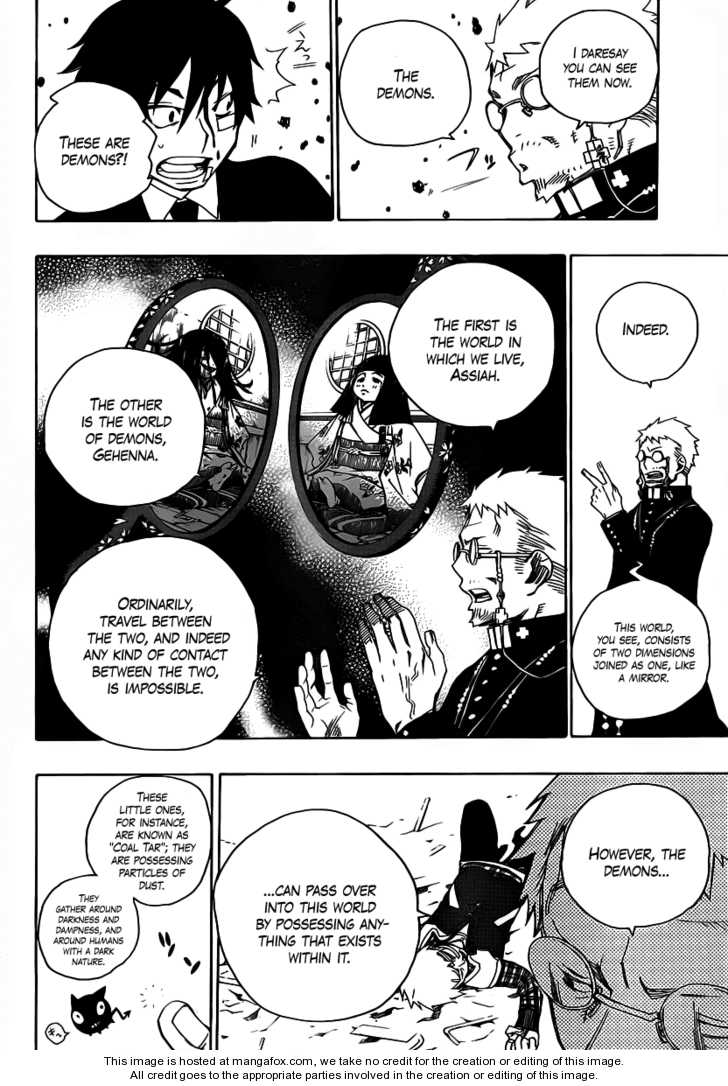 I DARESAY
YOU CAN SEE
THEM NOW.
THE
DEMONS.
THESE ARE
DEMONS?!
INDEED.
THIS WORLD,
YOU SEE, CONSISTS
OF TWO DIMENSIONS
JOINED AS ONE, LIKE
A MIRROR.
THE FIRST IS
THE WORLD
IN WHICH WE LIVE,
ASSIAH.
THE OTHER
IS THE WORLD
OF DEMONS,
GEHENNA.
ORDINARILY,
TRAVEL BETWEEN
THE TWO, AND INDEED
ANY KIND OF CONTACT
BETWEEN THE TWO,
IS IMPOSSIBLE.
HOWEVER, THE
DEMONS...
...CAN PASS OVER
INTO THIS WORLD
BY POSSESSING ANY-
THING THAT EXISTS
WITHIN IT.
THESE
LITTLE ONES,
FOR INSTANCE,
ARE KNOWN AS
"COAL TAR"; THEY
ARE POSSESSING
PARTICLES OF
DUST.
THEY
GATHER AROUND
DARKNESS AND
DAMPNESS, AND
AROUND HUMANS
WITH A DARK
NATURE.
This image is hosted at mangafox.com, we take no credit for the creation or editing of this image.
All credit goes to the appropriate parties involved in the creation or editing of this image.